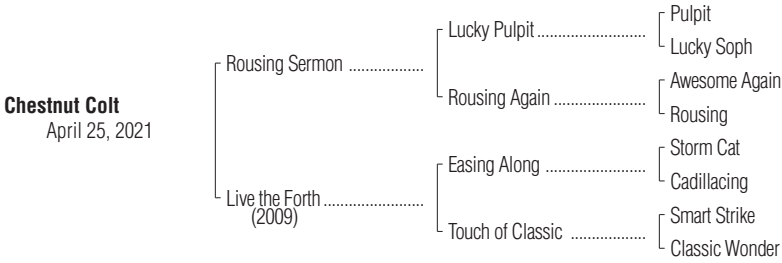 Chestnut Colt
April 25, 2021
Rousing Sermon ..................
Live the Forth ........................
(2009)
Lucky Pulpit ..........................
Rousing Again ......................
Easing Along ........................
Touch of Classic ..................
Pulpit
Lucky Soph
Awesome Again
Rousing
Storm Cat
Cadillacing
Smart Strike
Classic Wonder